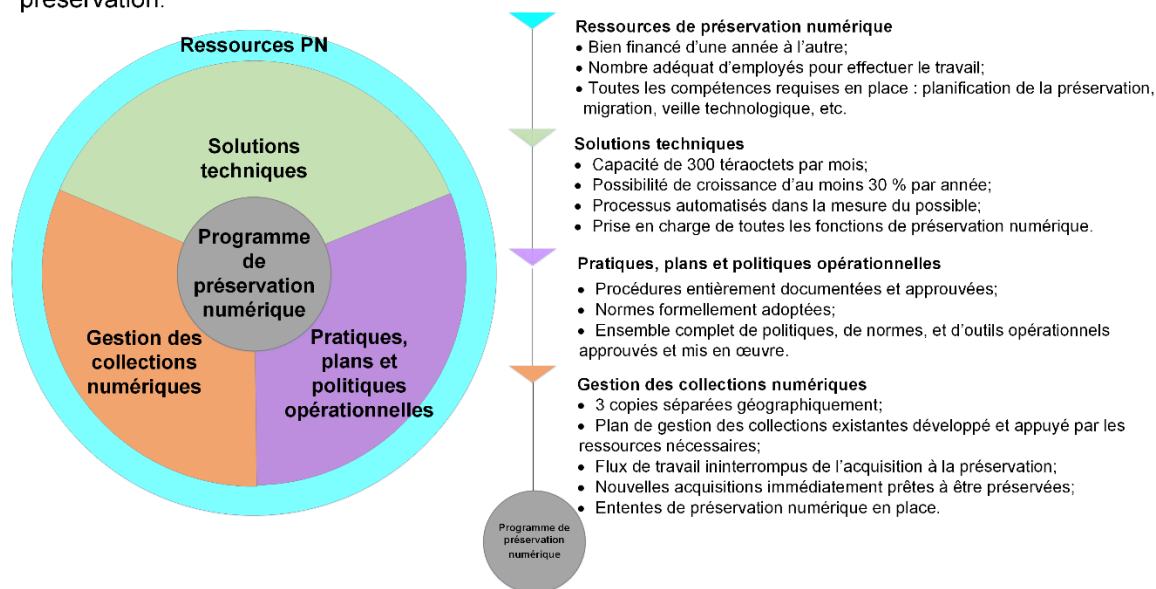 préservation.
Ressources PN
Solutions
techniques
Programme
de
préservation
numérique
Gestion des
collections
numériques
Pratiques,
plans et
politiques
opérationnelles
Ressources de préservation numérique
• Bien financé d'une année à l'autre;
• Nombre adéquat d'employés pour effectuer le travail;
• Toutes les compétences requises en place : planification de la préservation,
migration, veille technologique, etc.
Solutions techniques
• Capacité de 300 téraoctets par mois;
• Possibilité de croissance d'au moins 30 % par année;
• Processus automatisés dans la mesure du possible;
• Prise en charge de toutes les fonctions de préservation numérique.
Pratiques, plans et politiques opérationnelles
• Procédures entièrement documentées et approuvées;
• Normes formellement adoptées;
• Ensemble complet de politiques, de normes, et d'outils opérationnels
approuvés et mis en œuvre.
Gestion des collections numériques
• 3 copies séparées géographiquement;
• Plan de gestion des collections existantes développé et appuyé par les
ressources nécessaires;
• Flux de travail ininterrompus de l'acquisition à la préservation;
• Nouvelles acquisitions immédiatement prêtes à être préservées;
• Ententes de préservation numérique en place.
Programme de
préservation
numérique